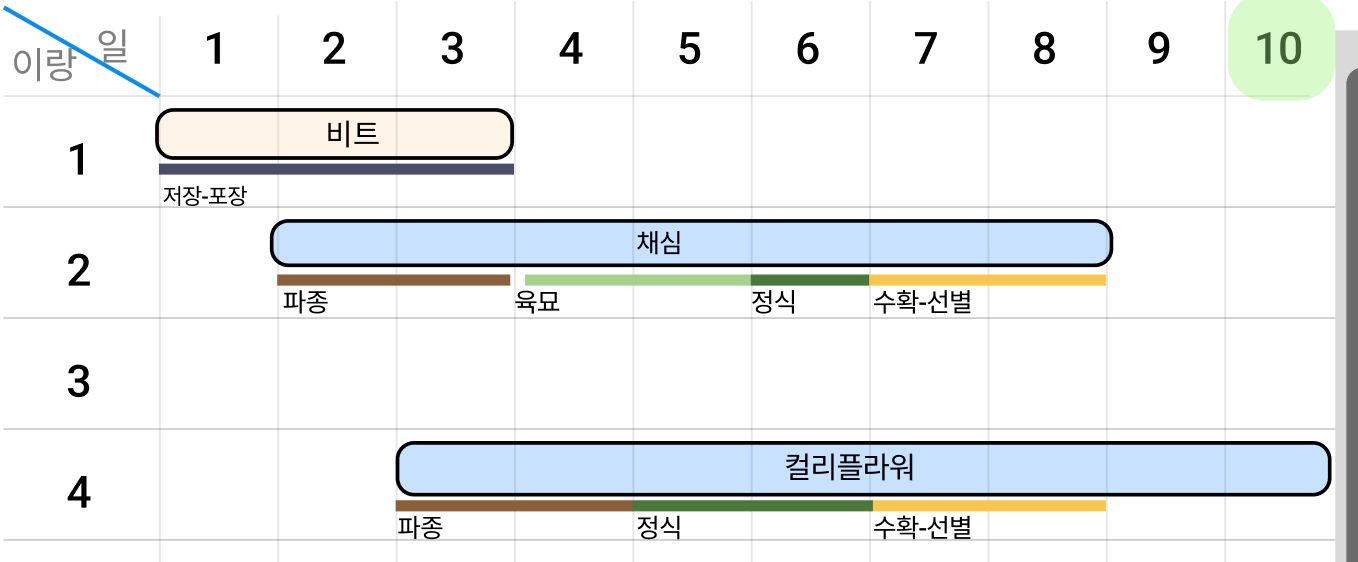 일
이랑
1 2 3 4 5 6 7 8 9 10
1
비트
저장-포장
2
채심
파종 육묘 정식 수확-선별
3
4
컬리플라워
파종 정식 수확-선별